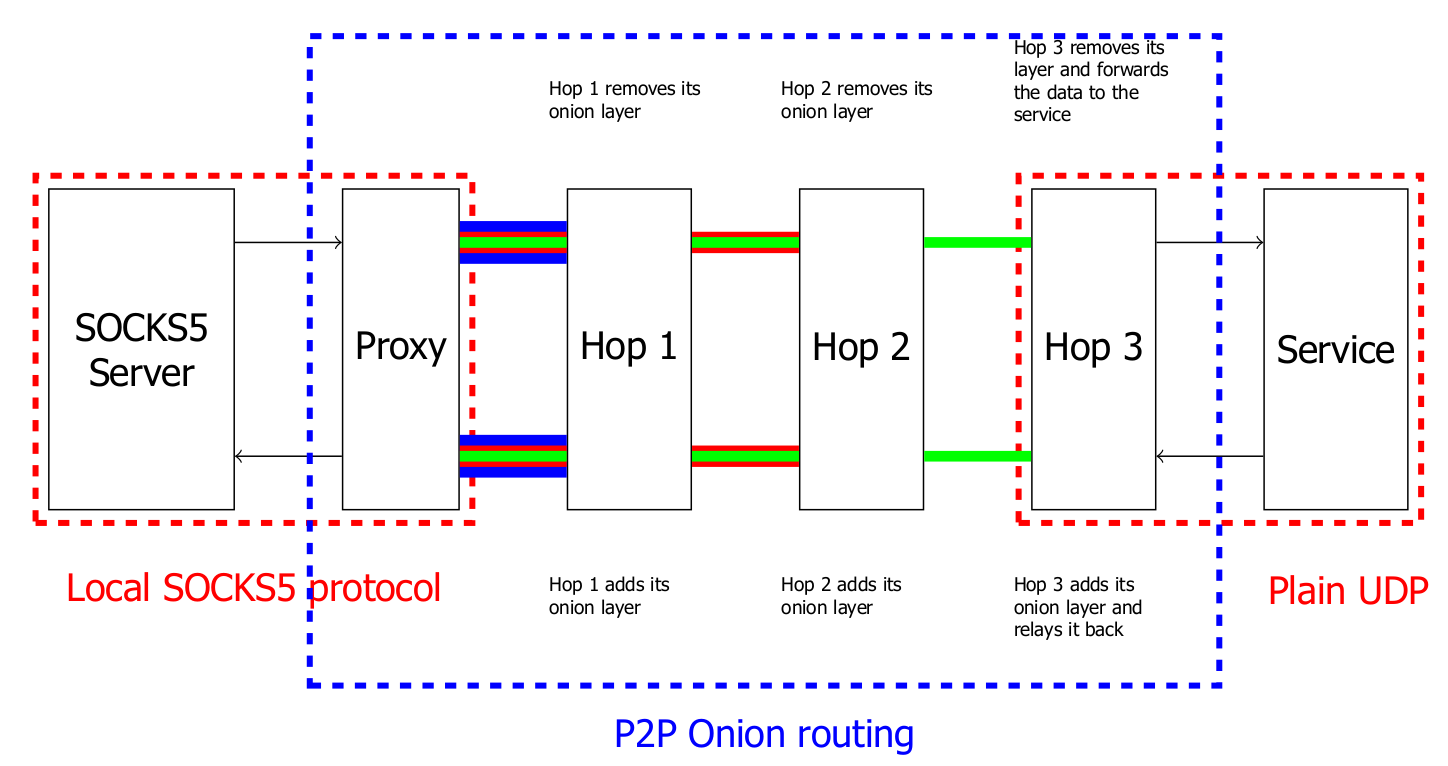 Hop 1 removes its
onion layer
Hop 2 removes its
onion layer
Hop 3 removes its
layer and forwards
the data to the
service
SOCKS5
Server
Proxy
Hop 1
Hop 2
Hop 3
Service
Local SOCKS5 protocol
Hop 1 adds its
onion layer
Hop 2 adds its
onion layer
Hop 3 adds its
onion layer and
relays it back
Plain UDP
P2P Onion routing